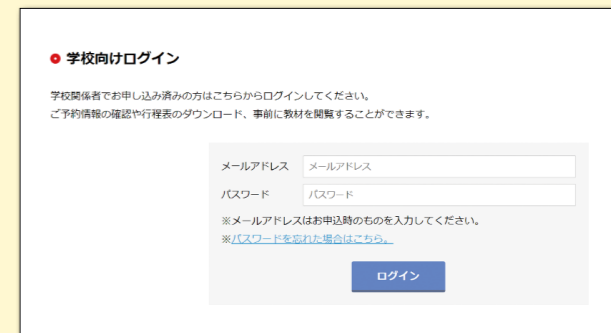 学校向けログイン
学校関係者でお申し込み済みの方はこちらからログインしてください。
ご予約情報の確認や行程表のダウンロード、事前に教材を閲覧することができます。
メールアドレス メールアドレス
パスワード パスワード
※メールアドレスはお申込時のものを入力してください。
※パスワードを忘れた場合はこちら。
ログイン